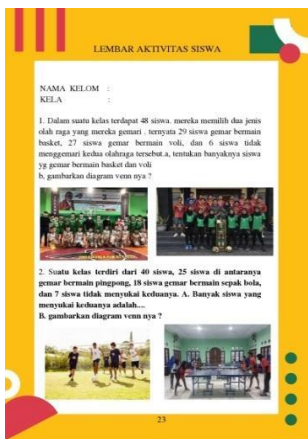 LEMBAR AKTIVITAS SISWA
NAMA KELOM :
KELA :
1. Dalam suatu kelas terdapat 48 siswa. mereka memilih dua jenis
olah raga yang mereka gemari . ternyata 29 siswa gemar bermain
basket, 27 siswa gemar bermain voli, dan 6 siswa tidak
menggemari kedua olahraga tersebut.a, tentukan banyaknya siswa
yg gemar bermain basket dan voli
b, gambarkan diagram venn nya ?
2. Suatu kelas terdiri dari 40 siswa, 25 siswa di antaranya
gemar bermain pingpong, 18 siswa gemar bermain sepak bola,
dan 7 siswa tidak menyukai keduanya. A. Banyak siswa yang
menyukai keduanya adalah....
B. gambarkan diagram venn nya ?
23